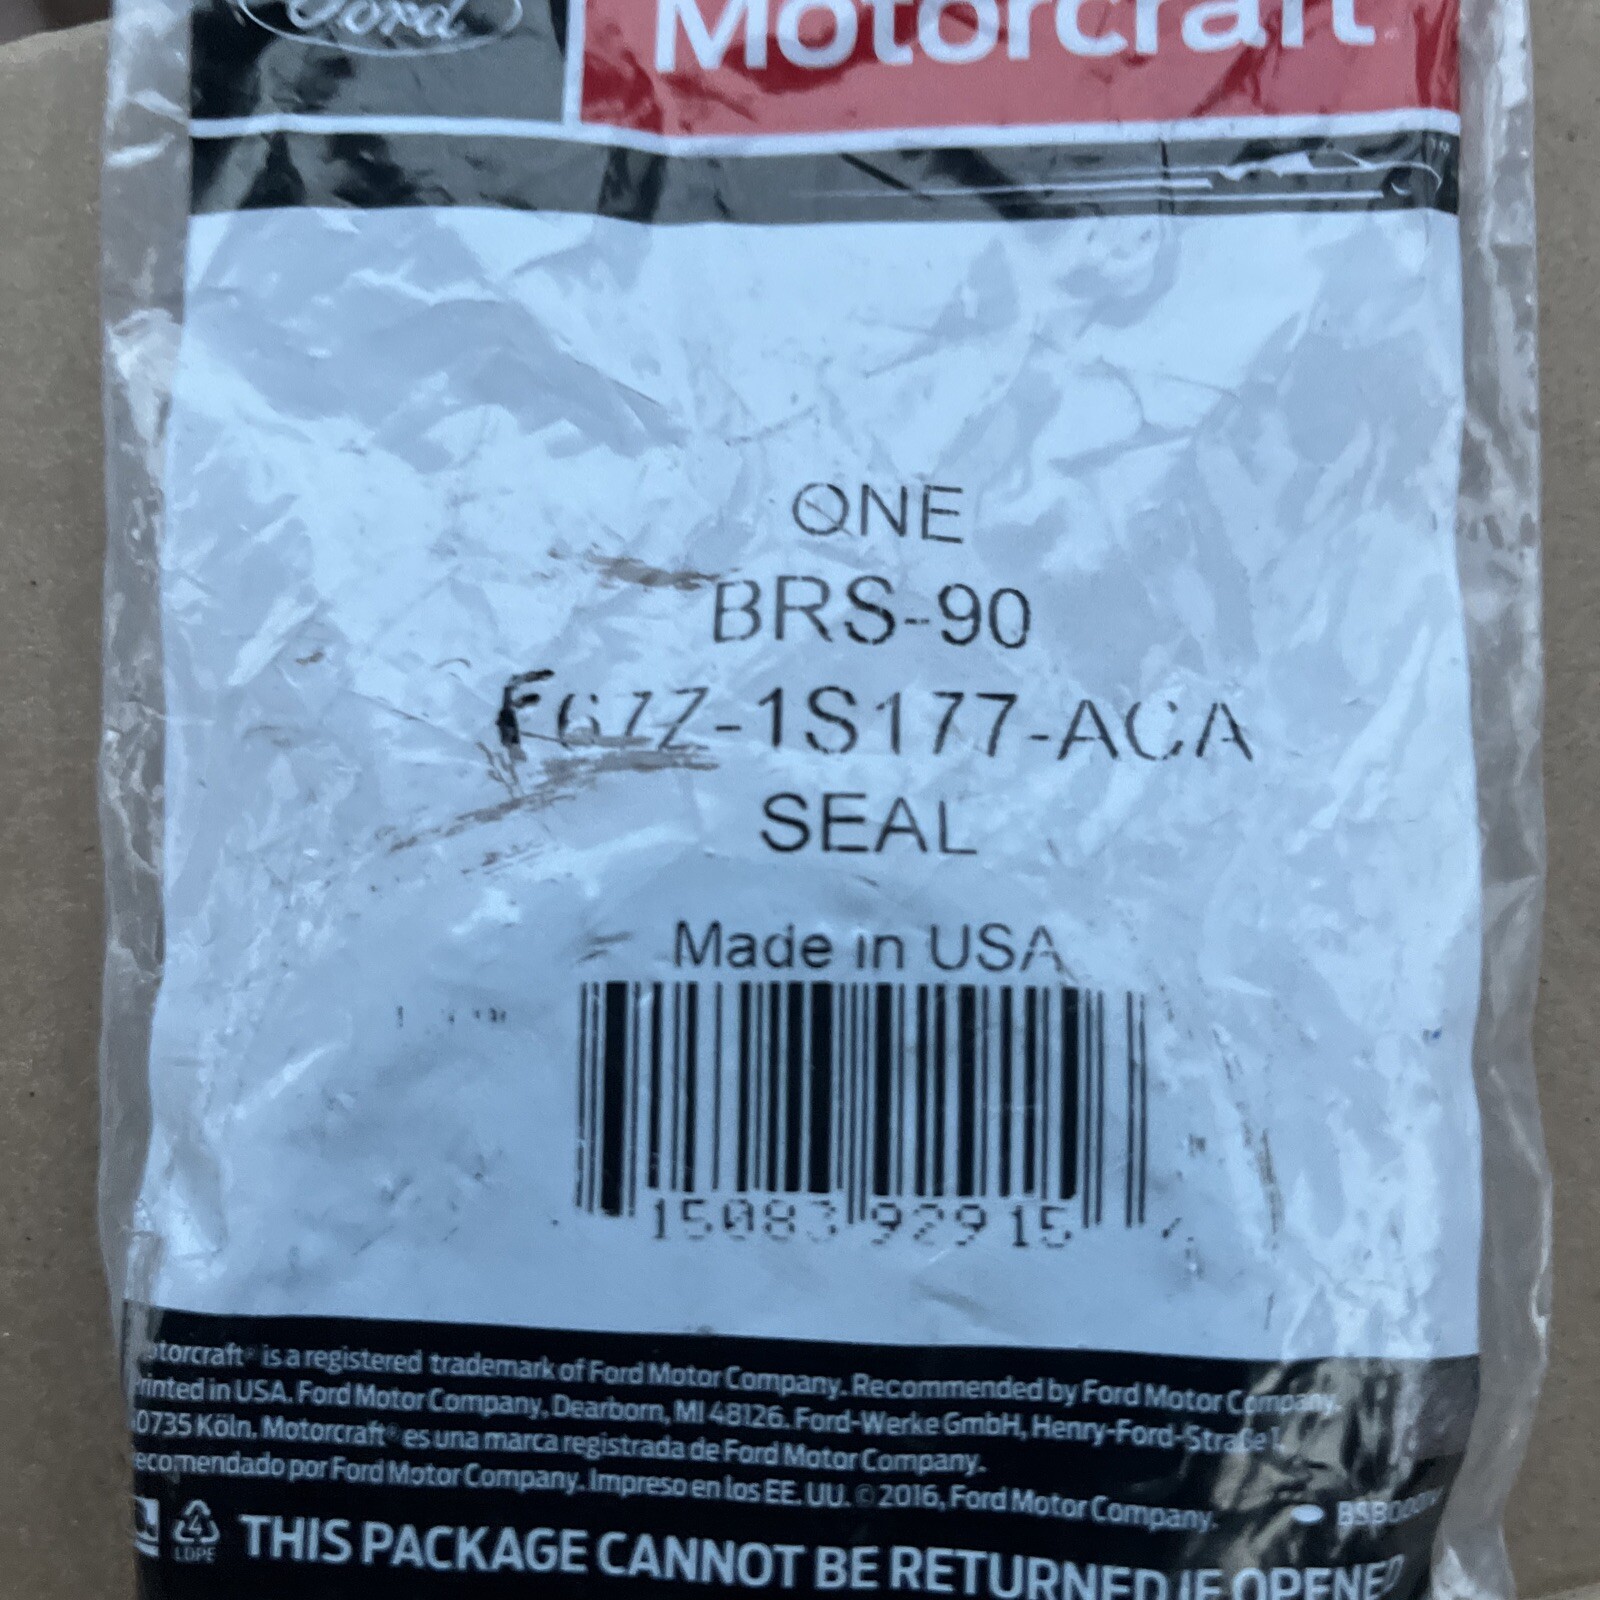 Ford
Motorcraft
ONE
BRS-90
F67Z-1S177-ACA
SEAL
Made in USA
15083 92915
otorcraft® is a registered trademark of Ford Motor Company. Recommended by Ford Motor Company.
rinted in USA. Ford Motor Company, Dearborn, MI 48126. Ford-Werke GmbH, Henry-Ford-Straße 1,
0735 Köln. Motorcraft® es una marca registrada de Ford Motor Company.
ecomendado por Ford Motor Company. Impreso en los EE. UU. © 2016, Ford Motor Company.
4
LDPE
THIS PACKAGE CANNOT BE RETURNED IF OPENED